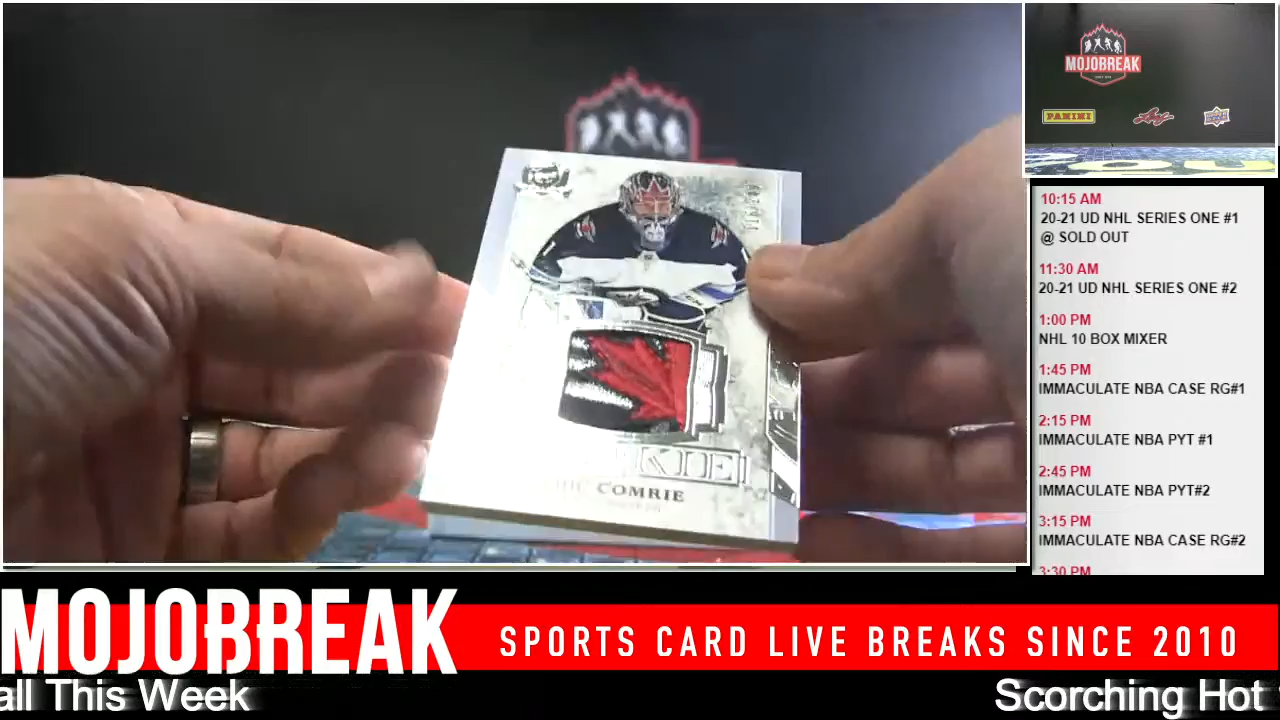 MOJOBREAK
PANINI
COMRIE
10:15 AM
20-21 UD NHL SERIES ONE #1
@ SOLD OUT
11:30 AM
20-21 UD NHL SERIES ONE #2
1:00 PM
NHL 10 BOX MIXER
1:45 PM
IMMACULATE NBA CASE RG#1
2:15 PM
IMMACULATE NBA PYT #1
2:45 PM
IMMACULATE NBA PYT#2
3:15 PM
IMMACULATE NBA CASE RG#2
3:30 PM
MOJOBREAK
SPORTS CARD LIVE BREAKS SINCE 2010
all This Week
Scorching Hot